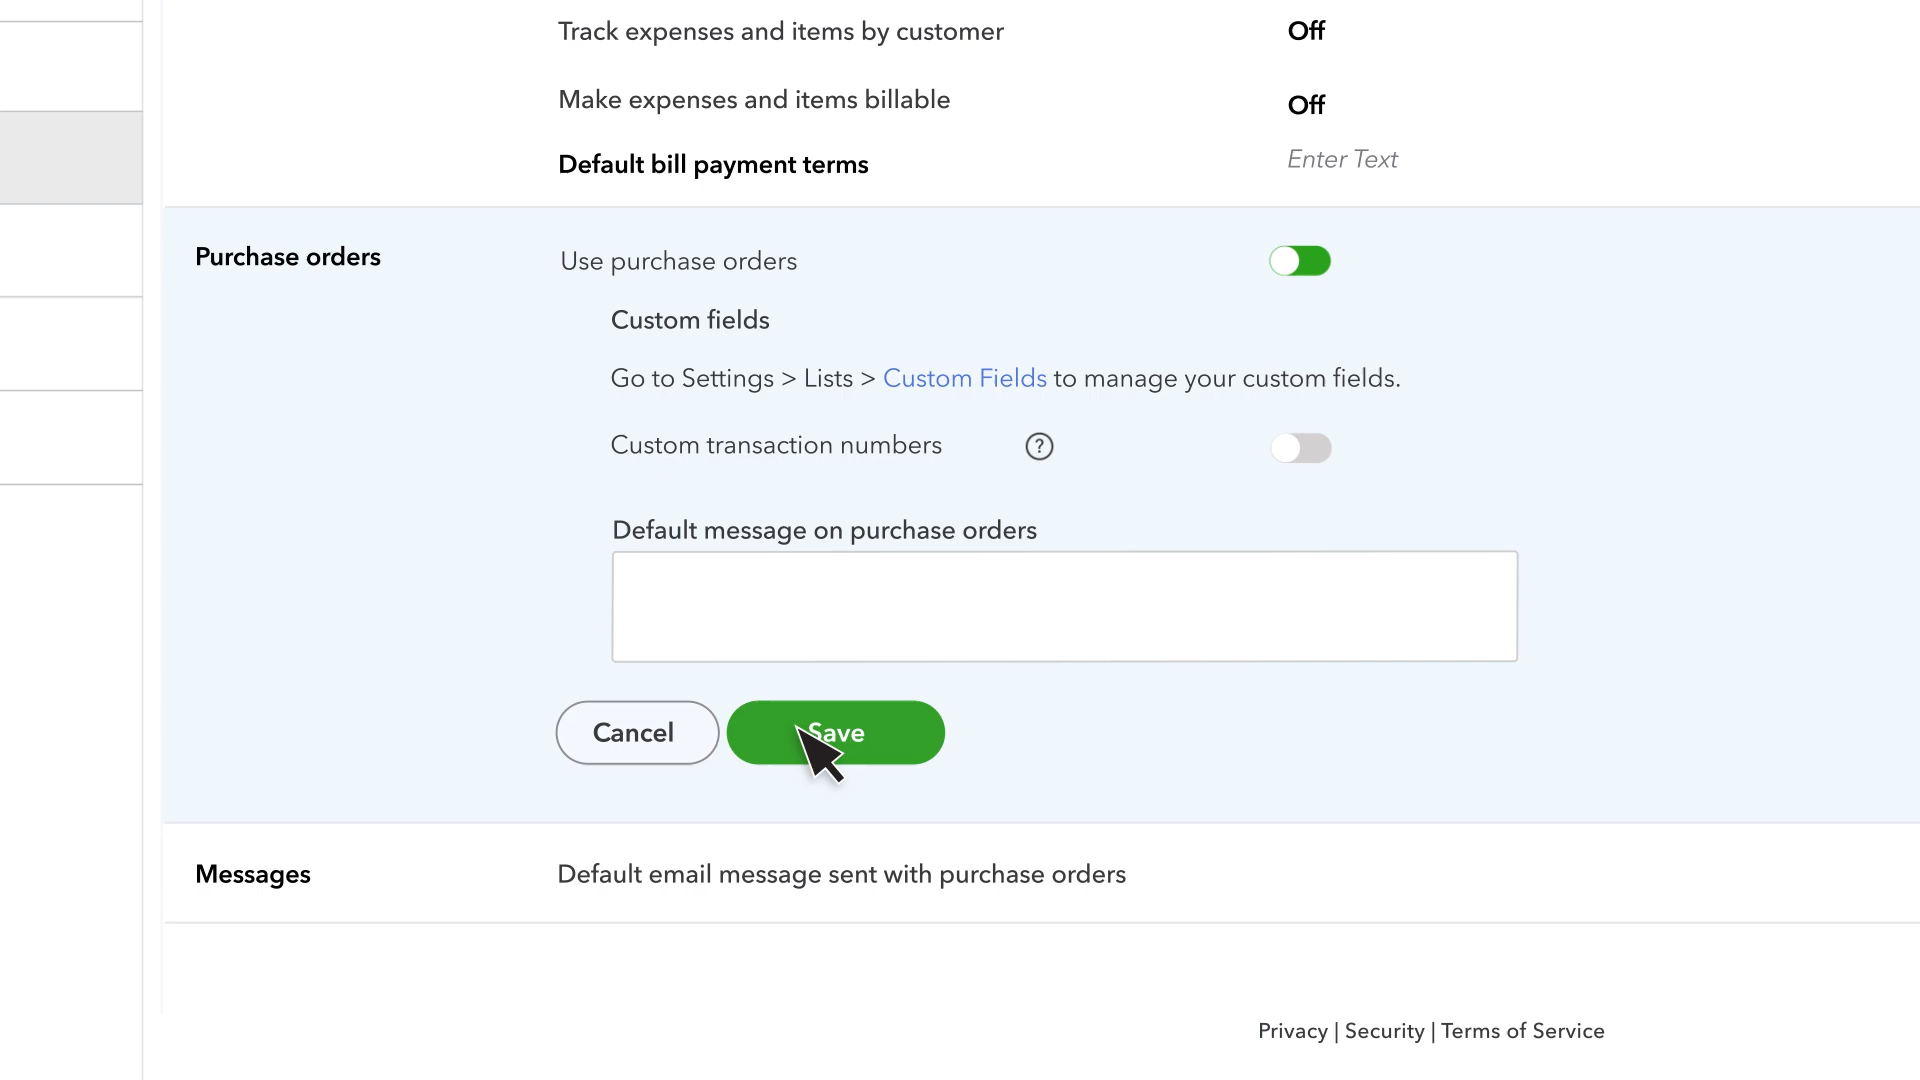 Track expenses and items by customer Off
Make expenses and items billable Off
Default bill payment terms Enter Text
Purchase orders Use purchase orders
Custom fields
Go to Settings > Lists > Custom Fields to manage your custom fields.
Custom transaction numbers ?
Default message on purchase orders
Cancel Save
Messages Default email message sent with purchase orders
Privacy | Security | Terms of Service